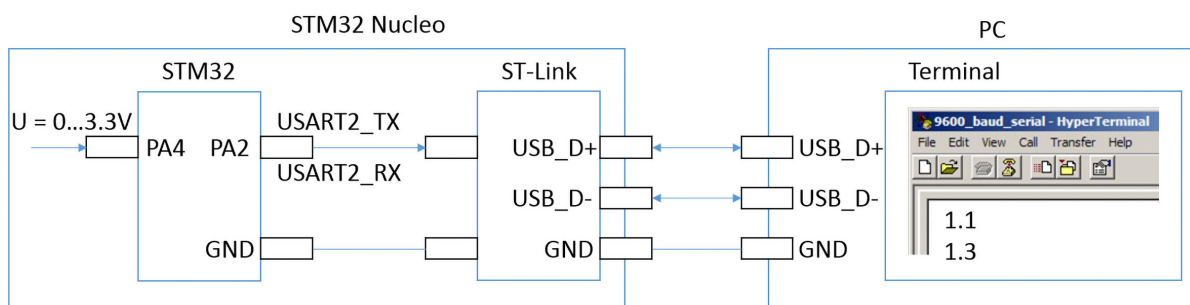 STM32 Nucleo
PC
STM32
ST-Link
Terminal
U = 0...3.3V
PA4
PA2
USART2_TX
USART2_RX
GND
USB_D+
USB_D-
GND
USB_D+
USB_D-
GND
9600_baud_serial - HyperTerminal
File Edit View Call Transfer Help
1.1
1.3